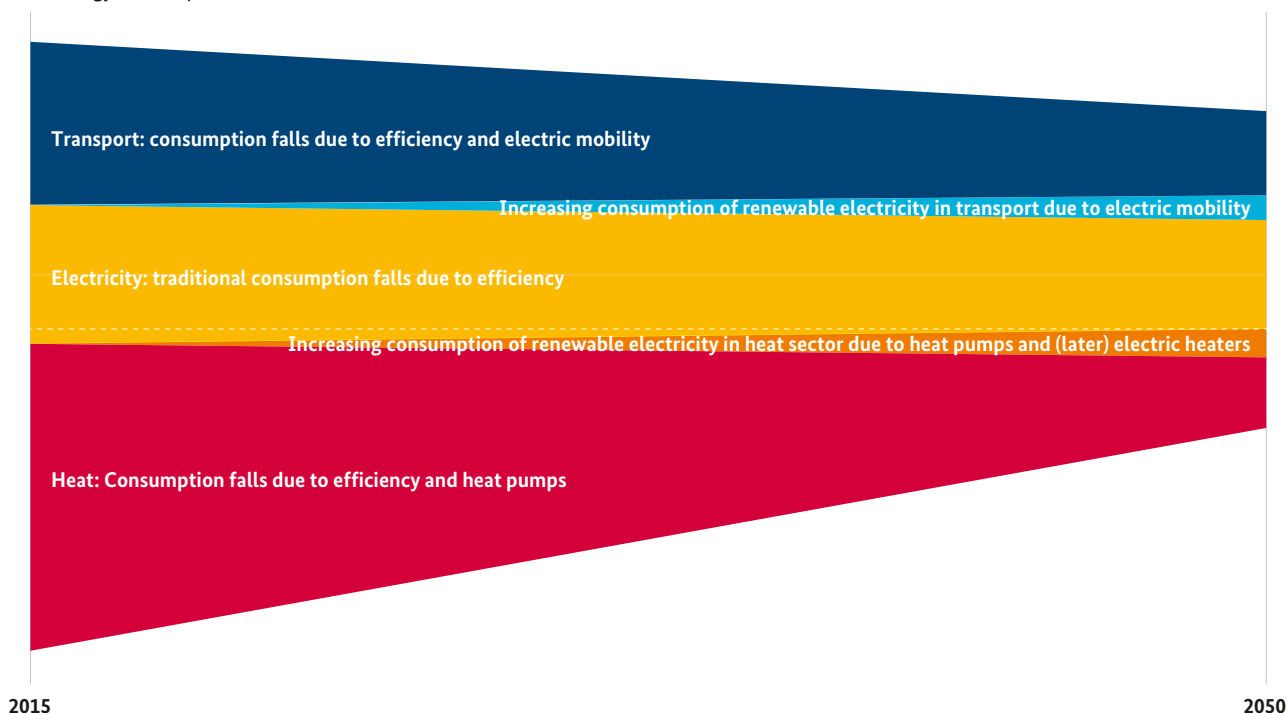 Transport: consumption falls due to efficiency and electric mobility
Increasing consumption of renewable electricity in transport due to electric mobility
Electricity: traditional consumption falls due to efficiency
Increasing consumption of renewable electricity in heat sector due to heat pumps and (later) electric heaters
Heat: Consumption falls due to efficiency and heat pumps
2015
2050